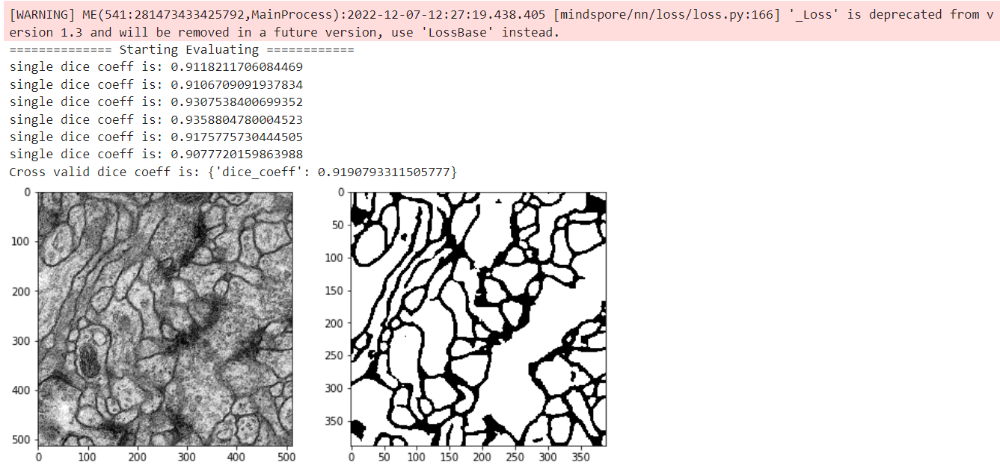 [WARNING] ME(541:281473433425792,MainProcess):2022-12-07-12:27:19.438.405 [mindspore/nn/loss/loss.py:166] '_Loss' is deprecated from v
ersion 1.3 and will be removed in a future version, use 'LossBase' instead.
============== Starting Evaluating ============
single dice coeff is: 0.9118211706084469
single dice coeff is: 0.9106709091937834
single dice coeff is: 0.9307538400699352
single dice coeff is: 0.9358804780004523
single dice coeff is: 0.9175775730444505
single dice coeff is: 0.9077720159863988
Cross valid dice coeff is: {'dice_coeff': 0.9190793311505777}
0
100
200
300
400
500
0 100 200 300 400 500
0
50
100
150
200
250
300
350
0 50 100 150 200 250 300 350